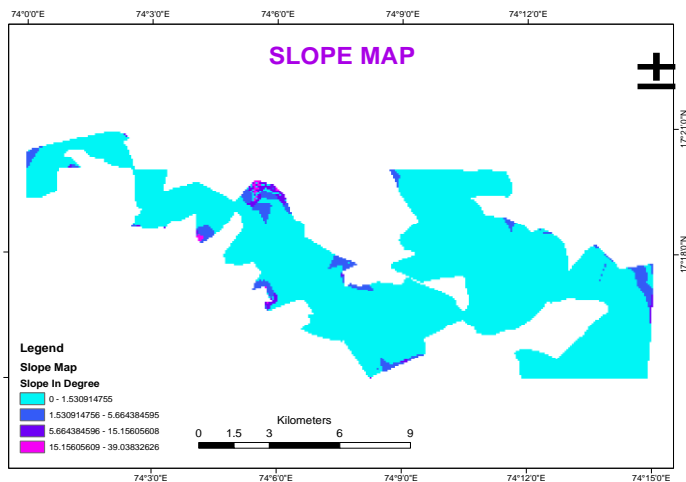 74°0'0"E 74°3'0"E 74°6'0"E 74°9'0"E 74°12'0"E
SLOPE MAP
±
17°21'0"N
17°18'0"N
Legend
Slope Map
Slope In Degree
0 - 1.530914755
1.530914756 - 5.664384595
5.664384596 - 15.15605608
15.15605609 - 39.03832626
Kilometers
0 1.5 3 6 9
74°3'0"E 74°6'0"E 74°9'0"E 74°12'0"E 74°15'0"E